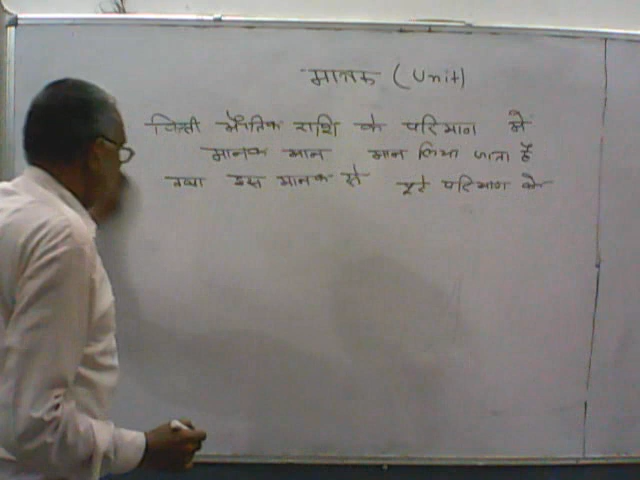 मात्रक (Unit)
किसी भौतिक राशि के परिमाण को
मानक मान मान लिया जाता है
तथा इस मानक से पूरे परिमाण को